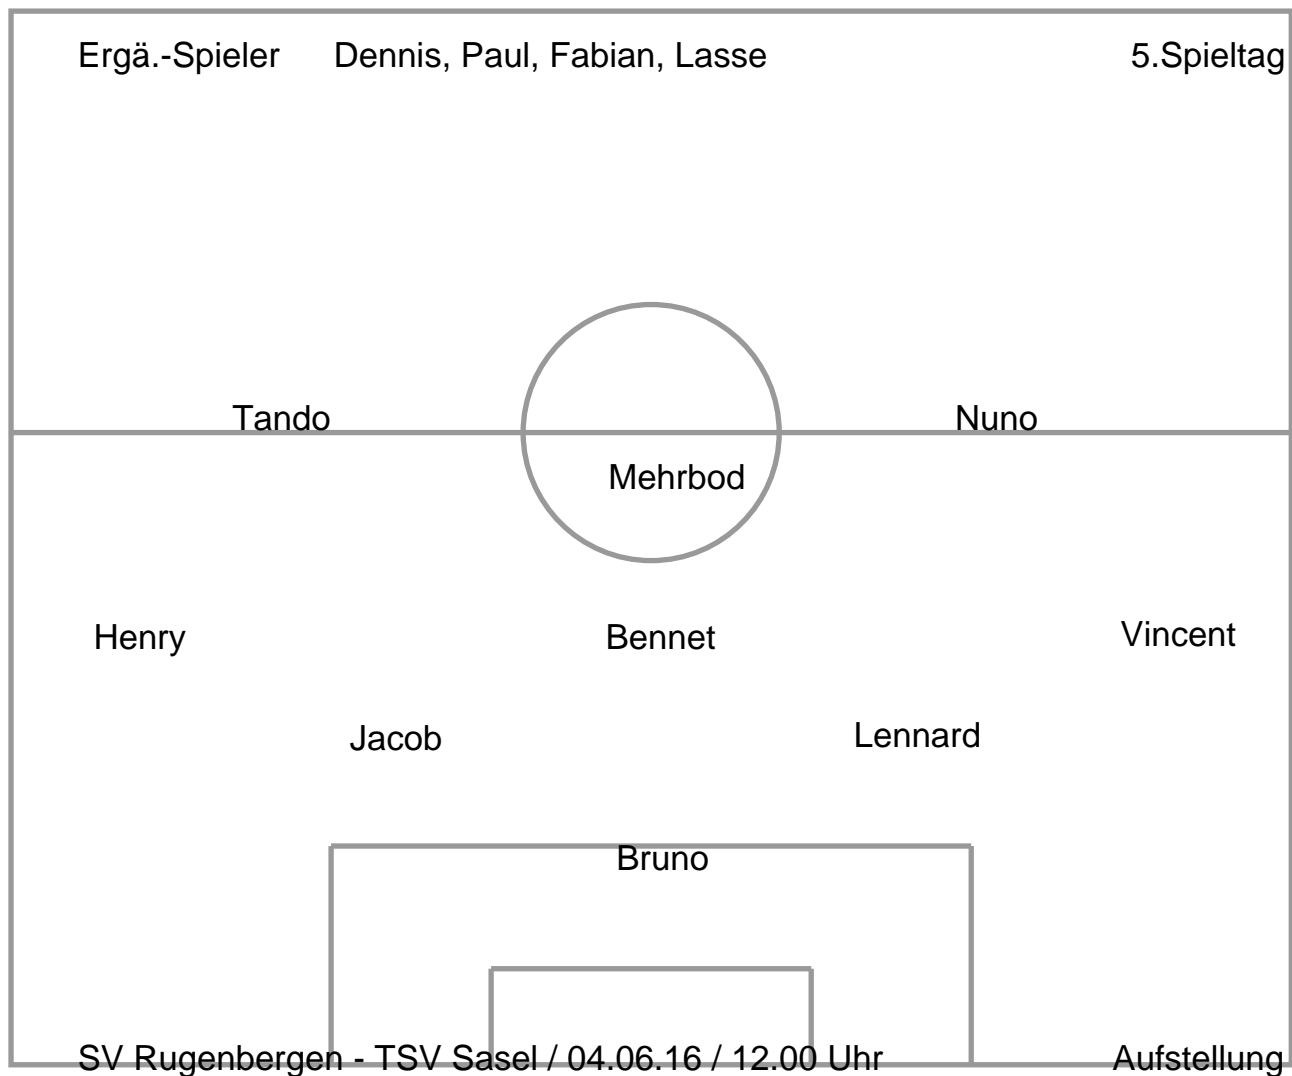 Ergä.-Spieler Dennis, Paul, Fabian, Lasse 5.Spieltag
Tando Nuno
Mehrbod
Henry Bennet Vincent
Jacob Lennard
Bruno
SV Rugenbergen - TSV Sasel / 04.06.16 / 12.00 Uhr Aufstellung